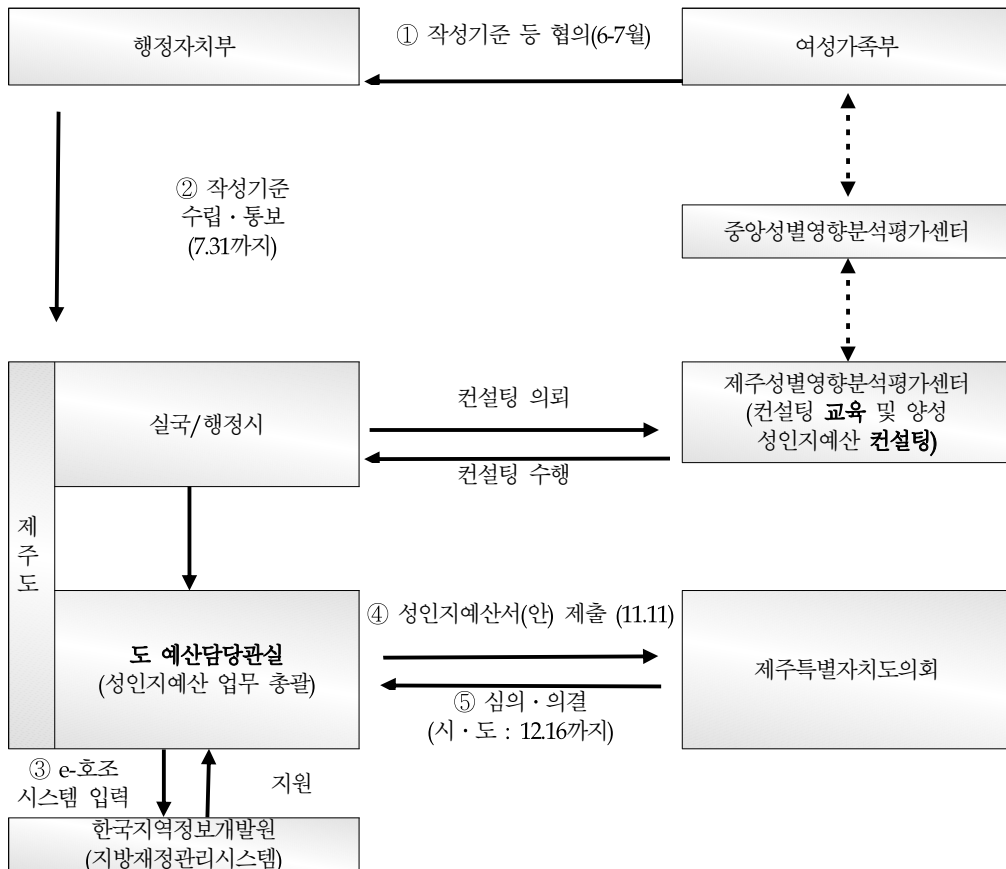 행정자치부
① 작성기준 등 협의(6-7월)
여성가족부
② 작성기준
수립·통보
(7.31까지)
중앙성별영향분석평가센터
제주도
실국/행정시
컨설팅 의뢰
컨설팅 수행
제주성별영향분석평가센터
(컨설팅 교육 및 양성
성인지예산 컨설팅)
도 예산담당관실
(성인지예산 업무 총괄)
④ 성인지예산서(안) 제출 (11.11)
⑤ 심의·의결
(시·도 : 12.16까지)
제주특별자치도의회
③ e-호조
시스템 입력
지원
한국지역정보개발원
(지방재정관리시스템)